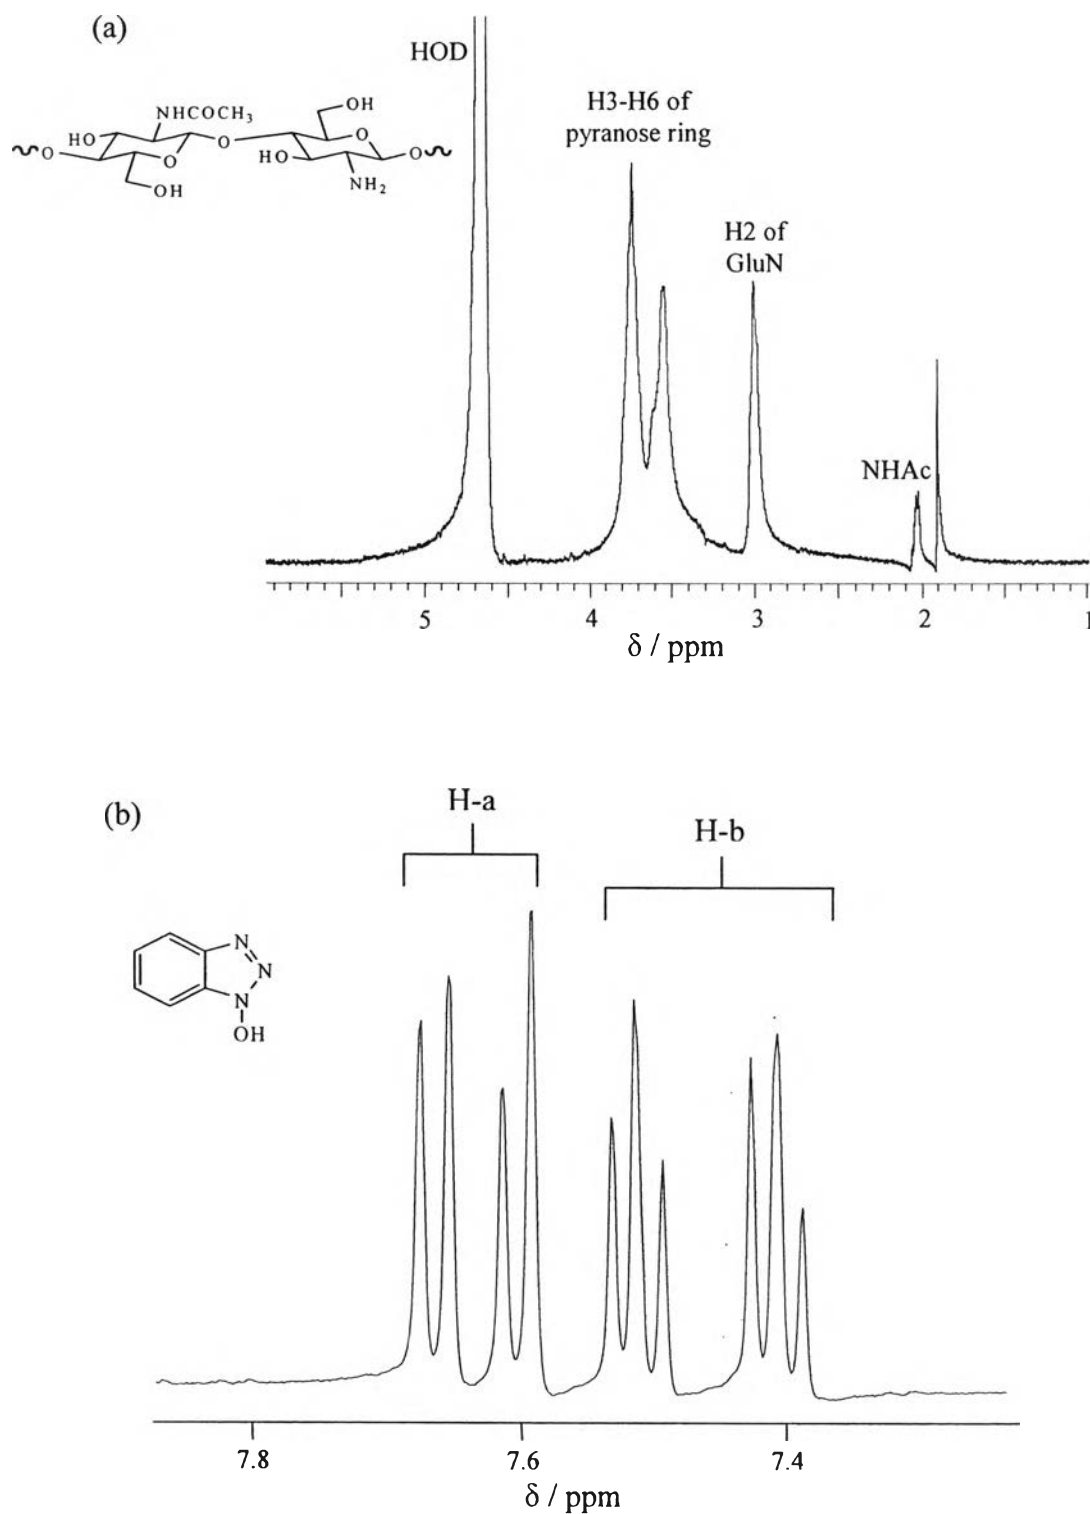 (a)
HOD
H3-H6 of
pyranose ring
H2 of
GluN
NHAc
NHCOCH₃
OH
HO
O
O
O
O
HO
O
OH
NH₂
5 4 3 2 1
δ / ppm
(b)
H-a
H-b
N
N
N
OH
7.8 7.6 7.4
δ / ppm